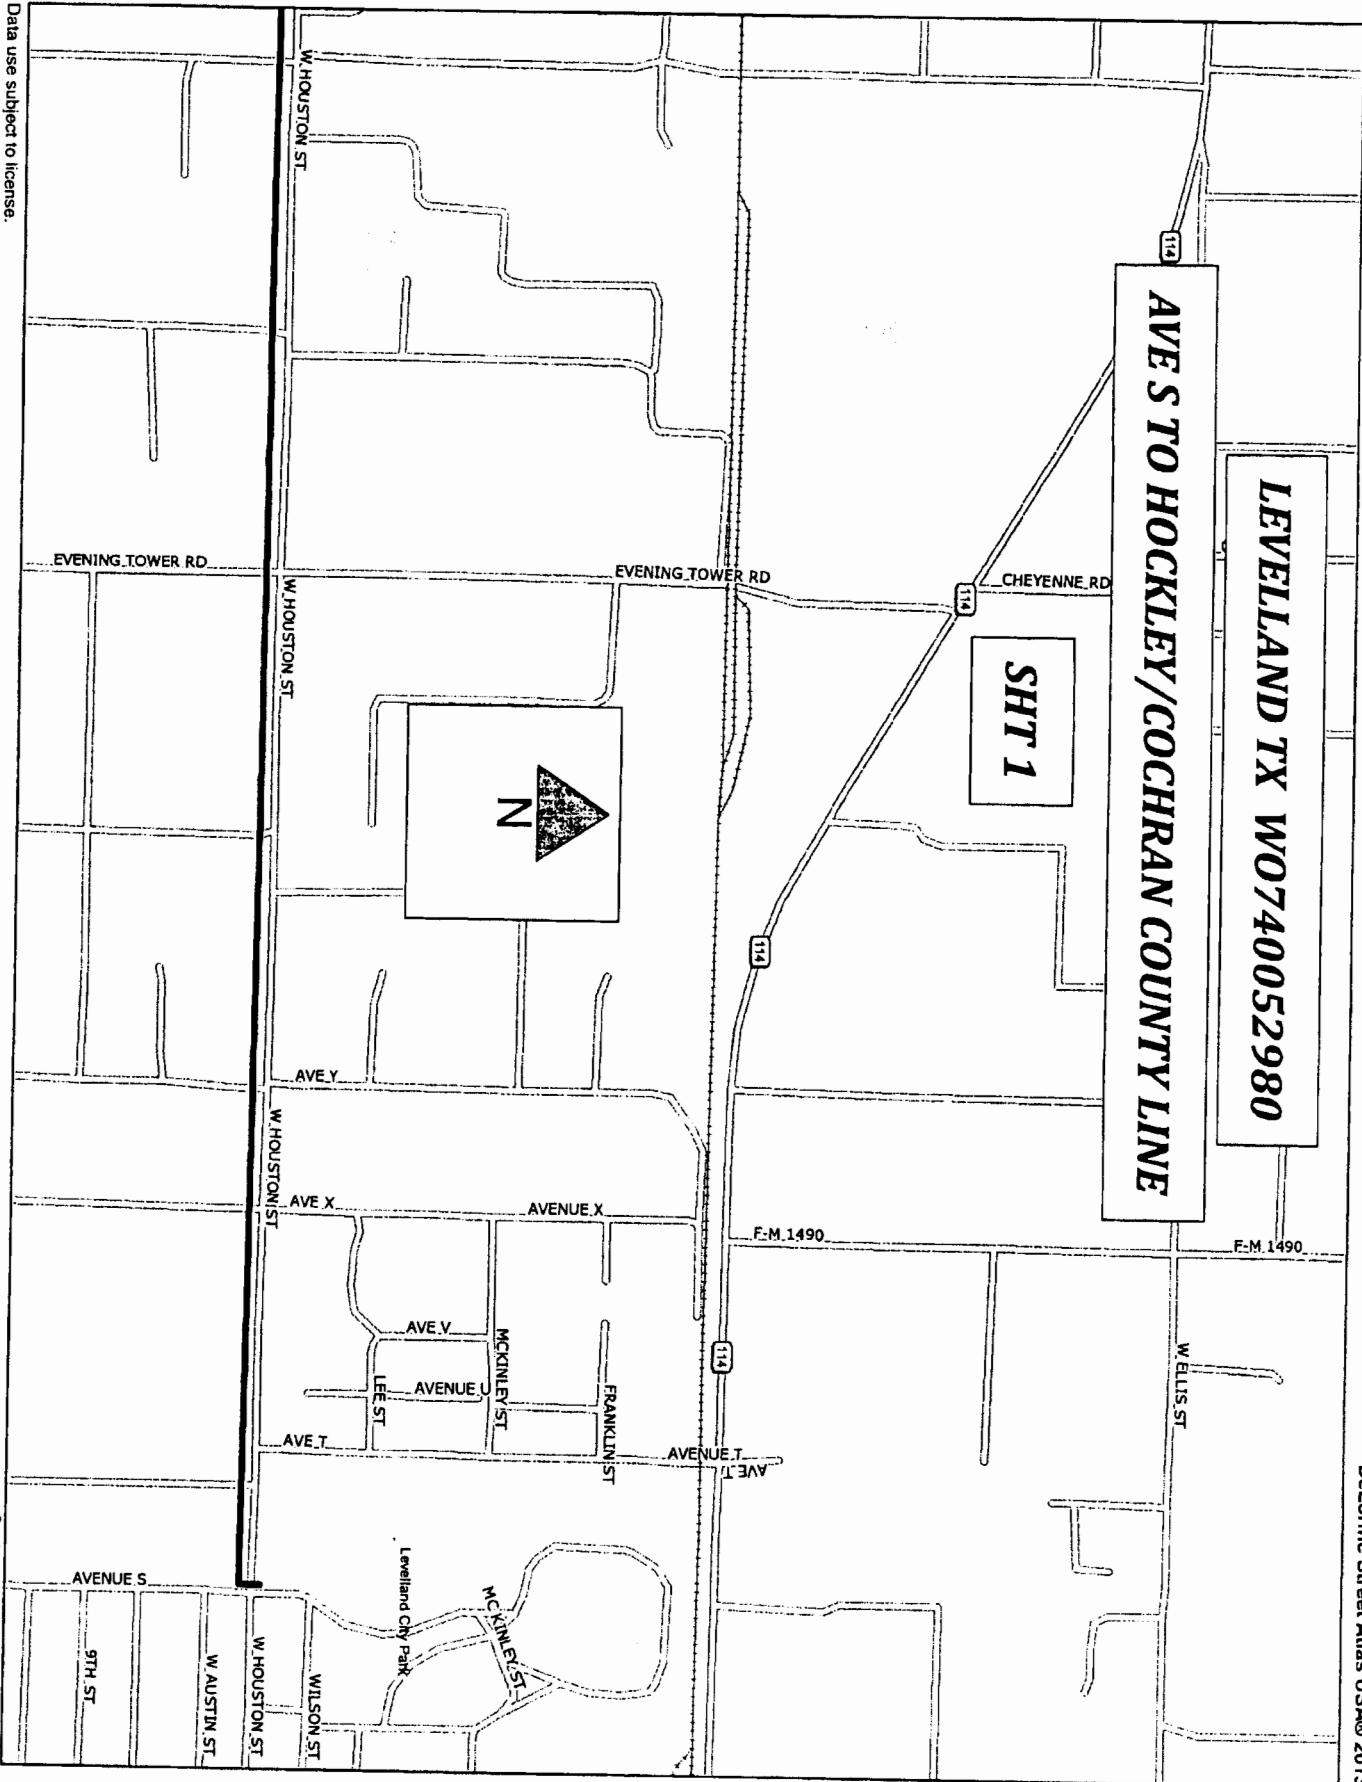 LEVELLAND TX WO740052980
AVE S TO HOCKLEY/COCHRAN COUNTY LINE
SHT 1
N
114
114
114
114
CHEYENNE RD
EVENING TOWER RD
EVENING TOWER RD
F-M 1490
F-M 1490
W ELLIS ST
W HOUSTON ST
W HOUSTON ST
W HOUSTON ST
W HOUSTON ST
AVE Y
AVE X
AVENUE X
AVE V
AVENUE U
MCKINLEY ST
LEE ST
FRANKLIN ST
AVE T
AVENUE T
AVE T
AVENUE S
Levelland City Park
MC KINLEY ST
WILSON ST
W AUSTIN ST
9TH ST
Data use subject to license.